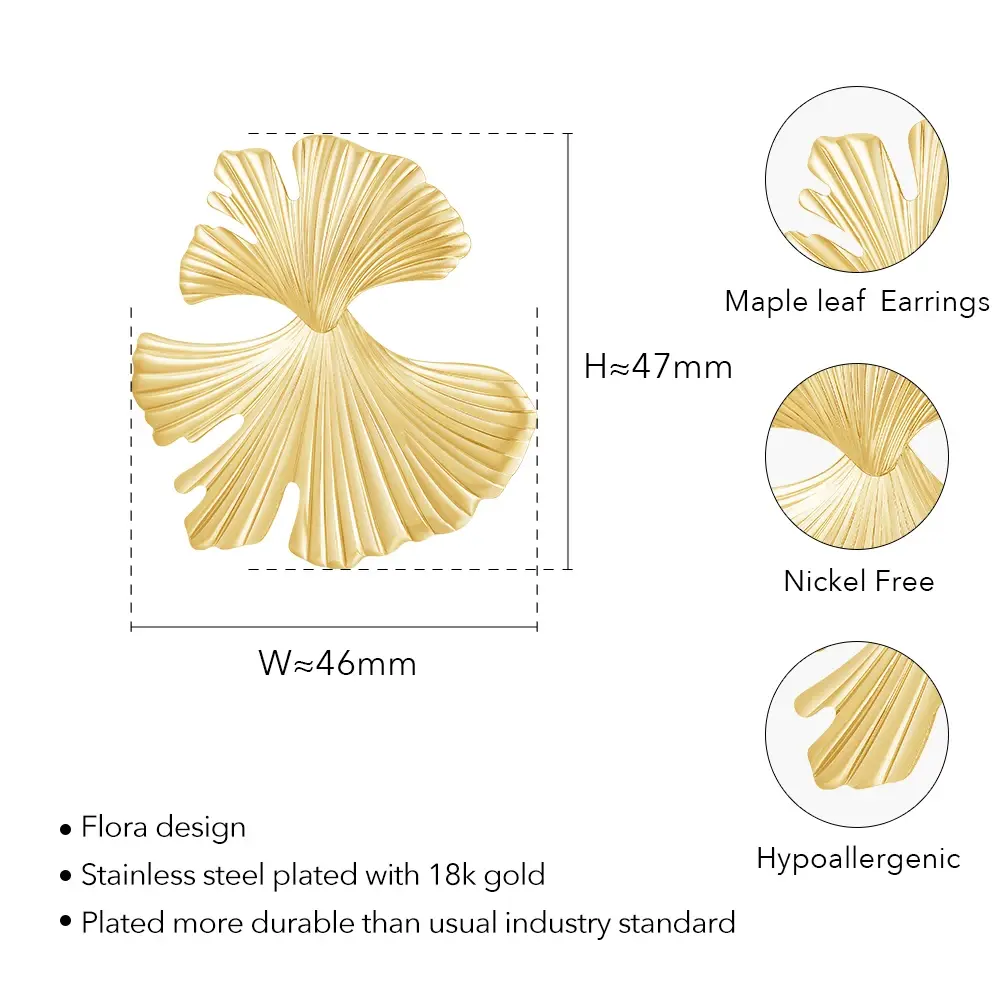 Maple leaf  Earrings
H≈47mm
Nickel Free
W≈46mm
Hypoallergenic
• Flora design
• Stainless steel plated with 18k gold
• Plated more durable than usual industry standard